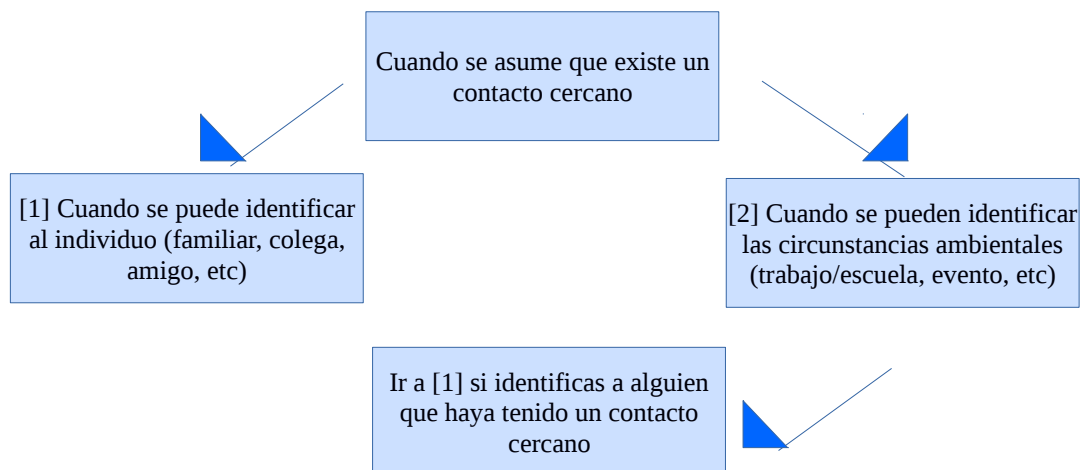 Cuando se asume que existe un
contacto cercano
[1] Cuando se puede identificar
al individuo (familiar, colega,
amigo, etc)
[2] Cuando se pueden identificar
las circunstancias ambientales
(trabajo/escuela, evento, etc)
Ir a [1] si identificas a alguien
que haya tenido un contacto
cercano